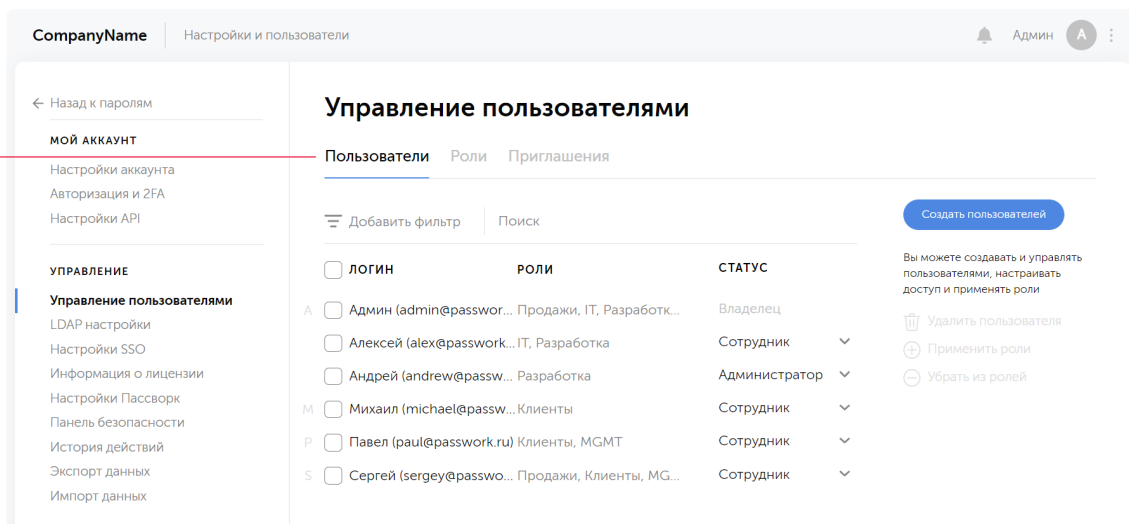 CompanyName Настройки и пользователи Админ A
Назад к паролям
МОЙ АККАУНТ
Настройки аккаунта
Авторизация и 2FA
Настройки API
УПРАВЛЕНИЕ
Управление пользователями
LDAP настройки
Настройки SSO
Информация о лицензии
Настройки Пассворк
Панель безопасности
История действий
Экспорт данных
Импорт данных
Управление пользователями
Пользователи Роли Приглашения
Добавить фильтр Поиск
ЛОГИН РОЛИ СТАТУС
A Админ (admin@passwor... Продажи, IT, Разработк... Владелец
Алексей (alex@passwork... IT, Разработка Сотрудник
Андрей (andrew@passw... Разработка Администратор
M Михаил (michael@passw... Клиенты Сотрудник
P Павел (paul@passwork.ru) Клиенты, MGMT Сотрудник
S Сергей (sergey@passwo... Продажи, Клиенты, MG... Сотрудник
Создать пользователей
Вы можете создавать и управлять
пользователями, настраивать
доступ и применять роли
Удалить пользователя
Применить роли
Убрать из ролей